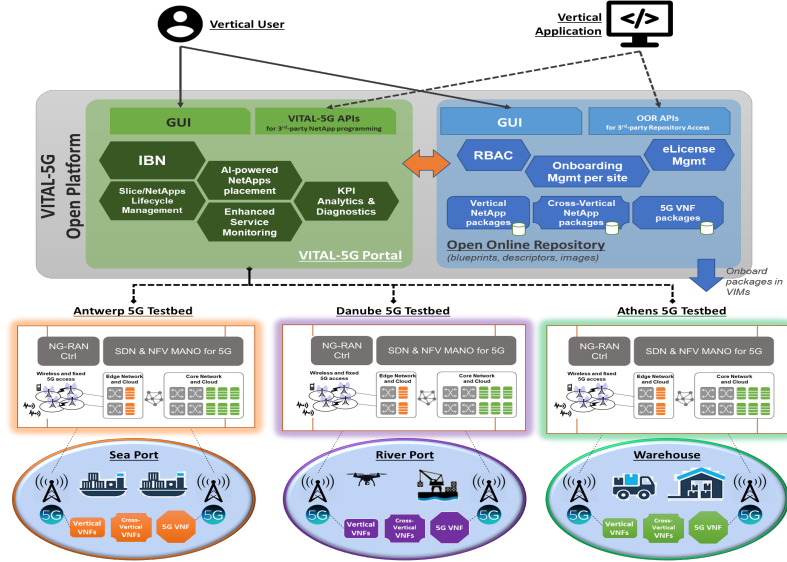 Vertical User
Vertical
Application
VITAL-5G
Open Platform
GUI
VITAL-5G APIs
for 3rd-party NetApp programming
GUI
OOR APIs
for 3rd-party Repository Access
IBN
AI-powered
NetApps
placement
Slice/NetApps
Lifecycle
Management
KPI
Analytics &
Diagnostics
Enhanced
Service
Monitoring
VITAL-5G Portal
RBAC
Onboarding
Mgmt per site
eLicense
Mgmt
Vertical
NetApp
packages
Cross-Vertical
NetApp
packages
5G VNF
packages
Open Online Repository
(blueprints, descriptors, images)
Onboard
packages in
VIMs
Antwerp 5G Testbed
Danube 5G Testbed
Athens 5G Testbed
NG-RAN
Ctrl
SDN & NFV MANO for 5G
Wireless and fixed
5G access
Edge Network
and Cloud
Core Network
and Cloud
NG-RAN
Ctrl
SDN & NFV MANO for 5G
Wireless and fixed
5G access
Edge Network
and Cloud
Core Network
and Cloud
NG-RAN
Ctrl
SDN & NFV MANO for 5G
Wireless and fixed
5G access
Edge Network
and Cloud
Core Network
and Cloud
Sea Port
5G
Vertical
VNFs
Cross-
Vertical
VNFs
5G VNF
5G
River Port
5G
Vertical
VNFs
Cross-
Vertical
VNFs
5G VNF
5G
Warehouse
5G
Vertical
VNFs
Cross-
Vertical
VNFs
5G VNF
5G